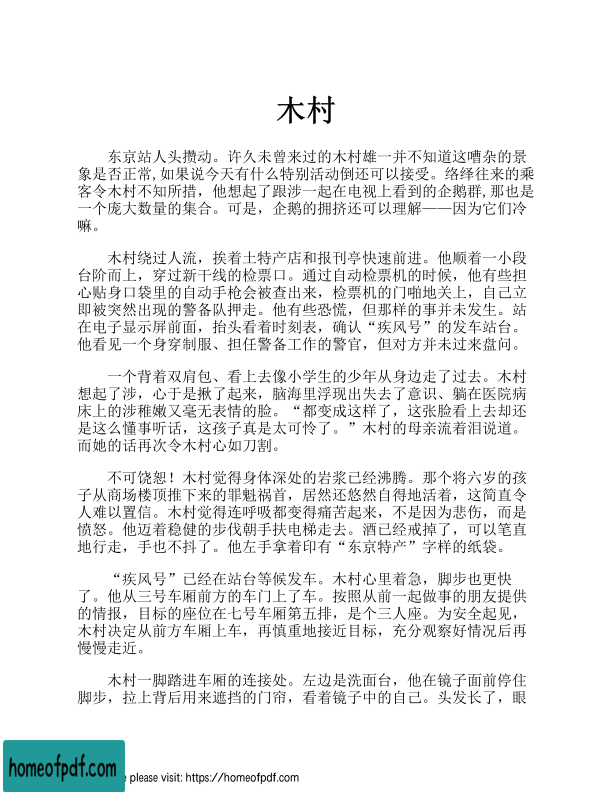 木村
东京站人头攒动。许久未曾来过的木村雄一并不知道这嘈杂的景
象是否正常,如果说今天有什么特别活动倒还可以接受。络绎往来的乘
客令木村不知所措，他想起了跟涉一起在电视上看到的企鹅群,那也是
一个庞大数量的集合。可是，企鹅的拥挤还可以理解——因为它们冷
嘛。
木村绕过人流，挨着土特产店和报刊亭快速前进。他顺着一小段
台阶而上，穿过新干线的检票口。通过自动检票机的时候，他有些担
心贴身口袋里的自动手枪会被查出来，检票机的门啪地关上，自己立
即被突然出现的警备队押走。他有些恐慌，但那样的事并未发生。站
在电子显示屏前面，抬头看着时刻表，确认“疾风号”的发车站台。
他看见一个身穿制服、担任警备工作的警官，但对方并未过来盘问。
一个背着双肩包、看上去像小学生的少年从身边走了过去。木村
想起了涉，心于是揪了起来，脑海里浮现出失去了意识、躺在医院病
床上的涉稚嫩又毫无表情的脸。“都变成这样了，这张脸看上去却还
是这么懂事听话，这孩子真是太可怜了。”木村的母亲流着泪说道。
而她的话再次令木村心如刀割。
不可饶恕！木村觉得身体深处的岩浆已经沸腾。那个将六岁的孩
子从商场楼顶推下来的罪魁祸首，居然还悠然自得地活着，这简直令
人难以置信。木村觉得连呼吸都变得痛苦起来，不是因为悲伤，而是
愤怒。他迈着稳健的步伐朝手扶电梯走去。酒已经戒掉了，可以笔直
地行走，手也不抖了。他左手拿着印有“东京特产”字样的纸袋。
“疾风号”已经在站台等候发车。木村心里着急，脚步也更快
了。他从三号车厢前方的车门上了车。按照从前一起做事的朋友提供
的情报，目标的座位在七号车厢第五排，是个三人座。为安全起见，
木村决定从前方车厢上车，再慎重地接近目标，充分观察好情况后再
慢慢走近。
木村一脚踏进车厢的连接处。左边是洗面台，他在镜子面前停住
脚步，拉上背后用来遮挡的门帘，看着镜子中的自己。头发长了，眼
homeofpdf.com
e please visit: https://homeofpdf.com